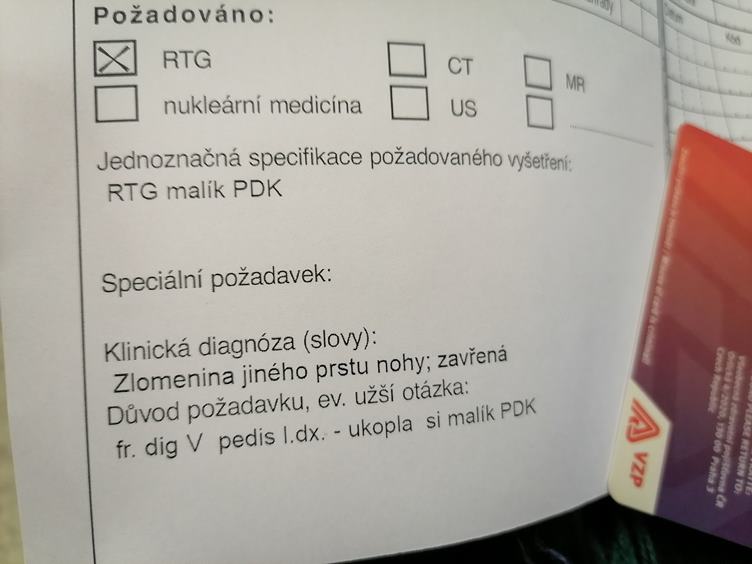 Požadováno:
RTG CT MR
nukleární medicína US
Jednoznačná specifikace požadovaného vyšetření:
RTG malík PDK
Speciální požadavek:
Klinická diagnóza (slovy):
Zlomenina jiného prstu nohy; zavřená
Důvod požadavku, ev. užší otázka:
fr. dig V pedis l.dx. - ukopla si malík PDK
VZP